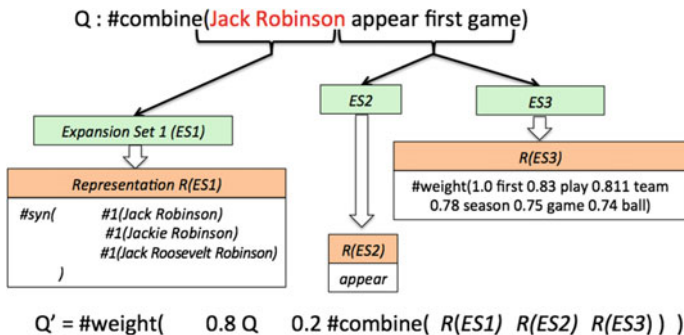 Q : #combine(Jack Robinson appear first game)
ES2
ES3
Expansion Set 1 (ES1)
R(ES3)
#weight(1.0 first 0.83 play 0.811 team
0.78 season 0.75 game 0.74 ball)
Representation R(ES1)
#syn( #1(Jack Robinson)
#1(Jackie Robinson)
#1(Jack Roosevelt Robinson)
)
R(ES2)
appear
Q' = #weight( 0.8 Q 0.2 #combine( R(ES1) R(ES2) R(ES3) ) )